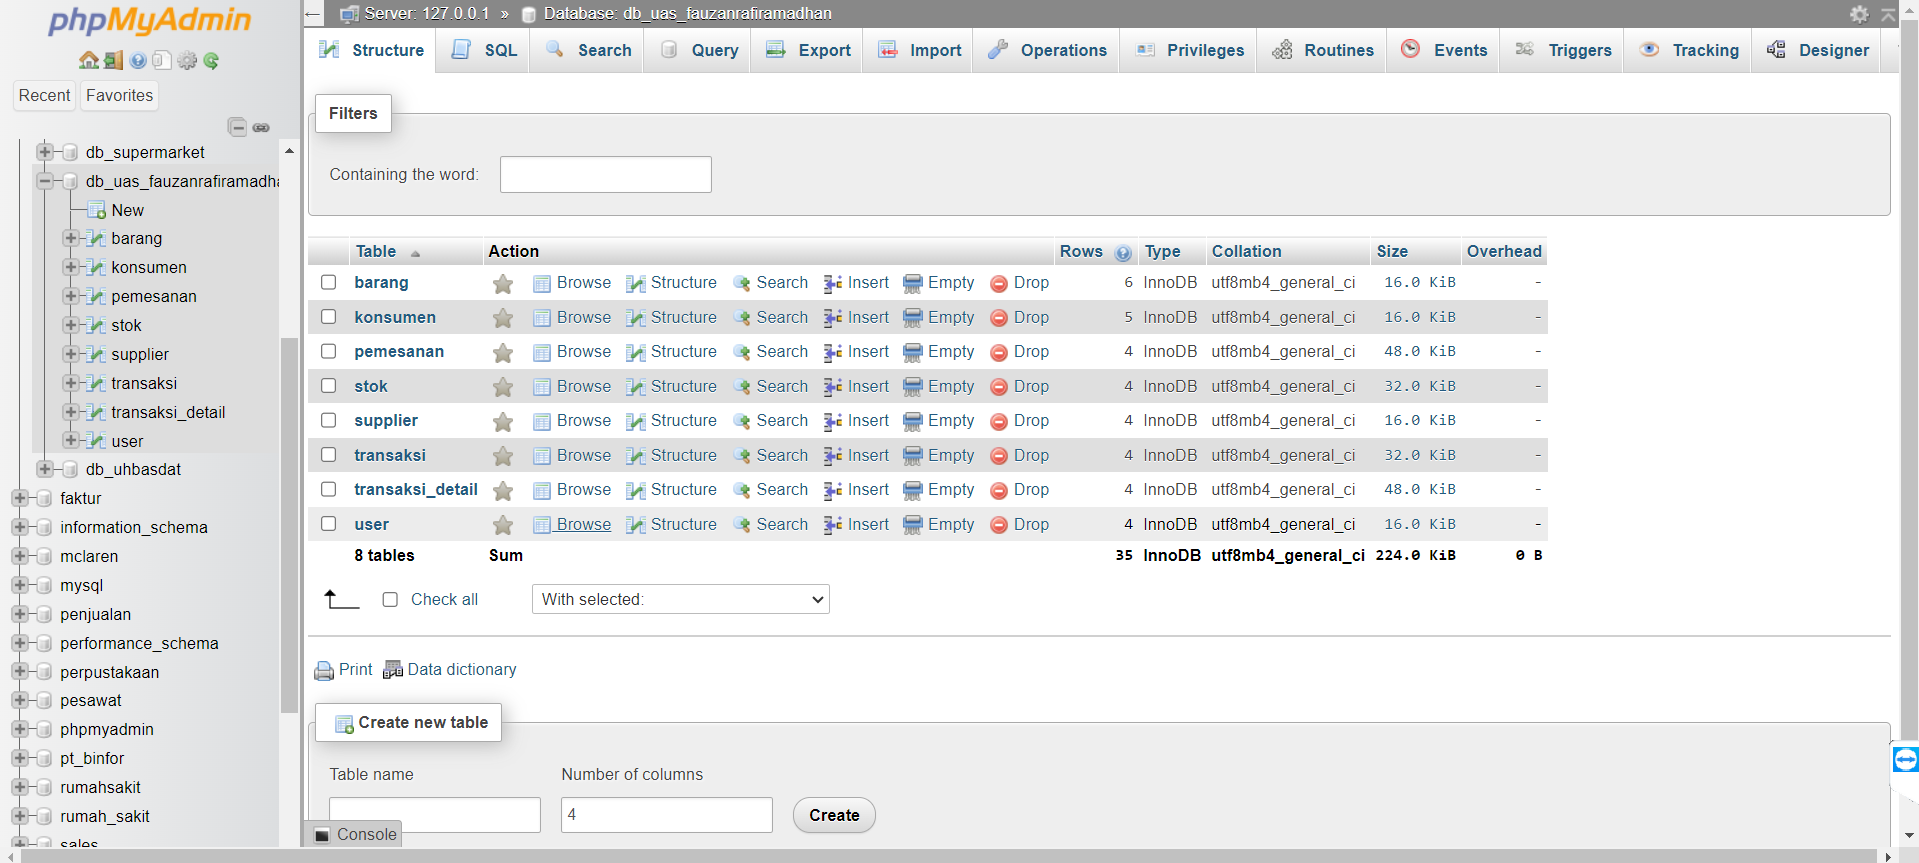 phpMyAdmin
Recent Favorites
db_supermarket
db_uas_fauzanrafiramadha
New
barang
konsumen
pemesanan
stok
supplier
transaksi
transaksi_detail
user
db_uhbasdat
faktur
information_schema
mclaren
mysql
penjualan
performance_schema
perpustakaan
pesawat
phpmyadmin
pt_binfor
rumahsakit
rumah_sakit
sales
Server: 127.0.0.1 » Database: db_uas_fauzanrafiramadhan
Structure SQL Search Query Export Import Operations Privileges Routines Events Triggers Tracking Designer
Filters
Containing the word:
Table Action Rows Type Collation Size Overhead
barang Browse Structure Search Insert Empty Drop 6 InnoDB utf8mb4_general_ci 16.0 KiB -
konsumen Browse Structure Search Insert Empty Drop 5 InnoDB utf8mb4_general_ci 16.0 KiB -
pemesanan Browse Structure Search Insert Empty Drop 4 InnoDB utf8mb4_general_ci 48.0 KiB -
stok Browse Structure Search Insert Empty Drop 4 InnoDB utf8mb4_general_ci 32.0 KiB -
supplier Browse Structure Search Insert Empty Drop 4 InnoDB utf8mb4_general_ci 16.0 KiB -
transaksi Browse Structure Search Insert Empty Drop 4 InnoDB utf8mb4_general_ci 32.0 KiB -
transaksi_detail Browse Structure Search Insert Empty Drop 4 InnoDB utf8mb4_general_ci 48.0 KiB -
user Browse Structure Search Insert Empty Drop 4 InnoDB utf8mb4_general_ci 16.0 KiB -
8 tables Sum 35 InnoDB utf8mb4_general_ci 224.0 KiB 0 B
Check all With selected:
Print Data dictionary
Create new table
Table name Number of columns
4 Create
Console